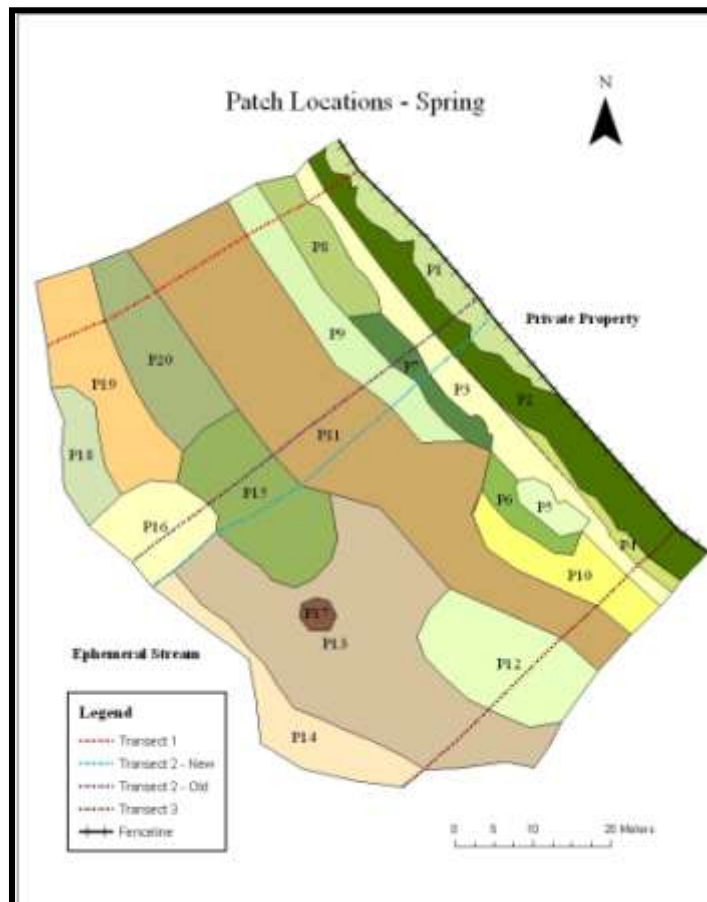 N
Patch Locations - Spring
P1
P8
Private Property
P9
P7
P3
P20
P19
P2
P11
P18
P15
P6
P5
P16
P4
P10
P17
P13
Ephemeral Stream
P12
Legend
P14
Transect 1
Transect 2 - New
Transect 2 - Old
Transect 3
Fenceline
0 5 10 20 Meters